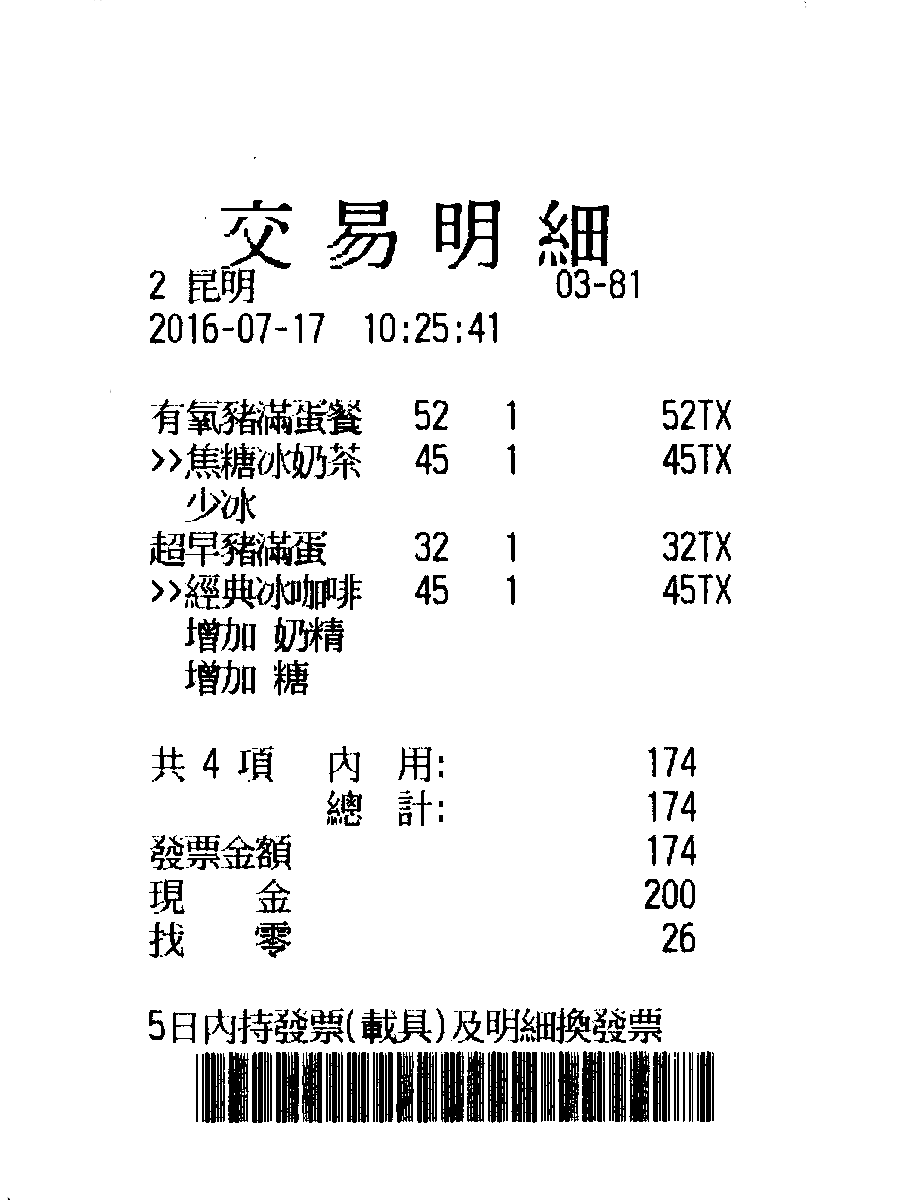 交易明細
2 昆明 03-81
2016-07-17 10:25:41
有氧豬滿蛋餐 52 1 52TX
>>焦糖冰奶茶 45 1 45TX
少冰
超早豬滿蛋 32 1 32TX
>>經典冰咖啡 45 1 45TX
增加 奶精
增加 糖
共 4 項 內 用: 174
總 計: 174
發票金額 174
現 金 200
找 零 26
5日內持發票(載具)及明細換發票